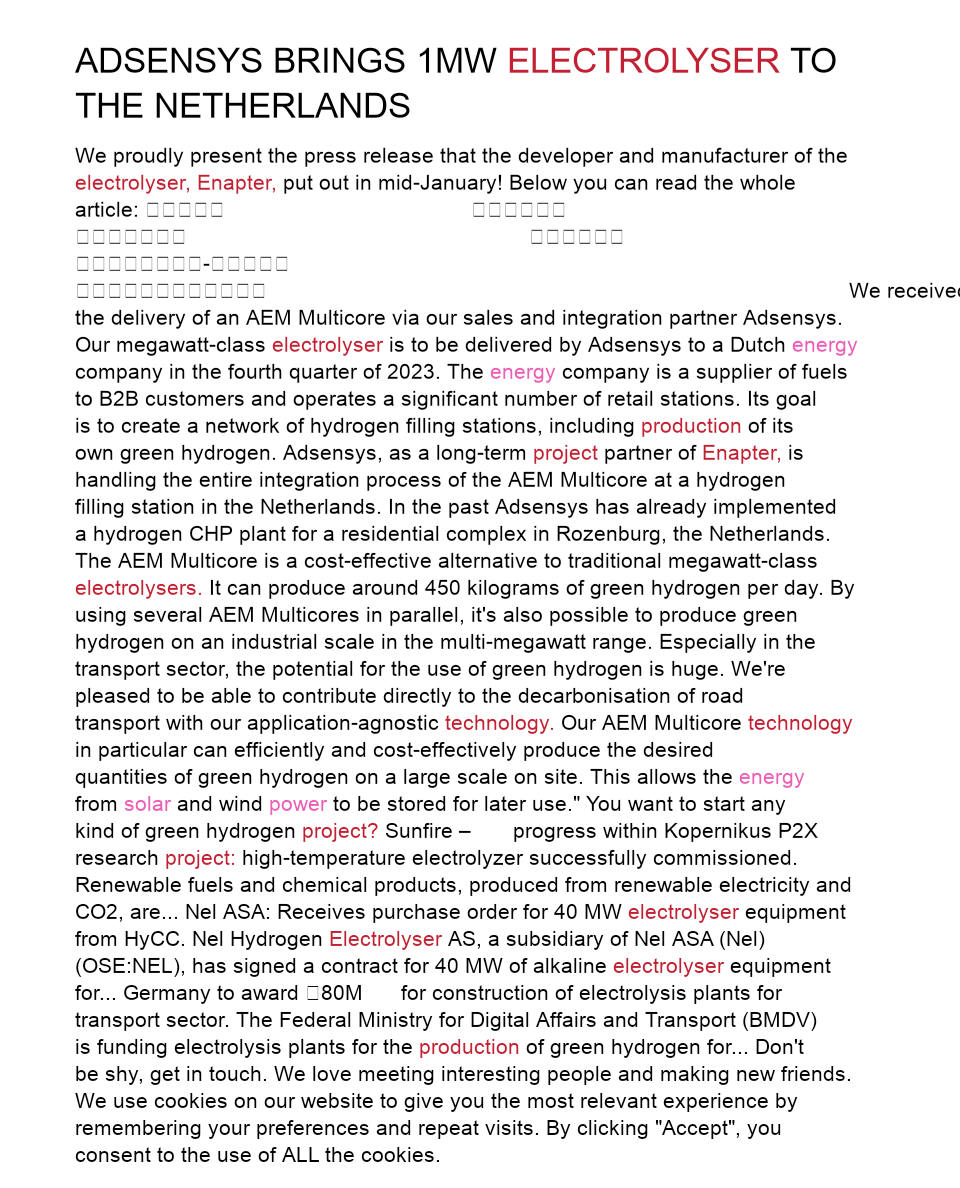 ADSENSYS BRINGS 1MW ELECTROLYSER TO
THE NETHERLANDS
We proudly present the press release that the developer and manufacturer of the
electrolyser, Enapter, put out in mid-January! Below you can read the whole
article:
-
We received
the delivery of an AEM Multicore via our sales and integration partner Adsensys.
Our megawatt-class electrolyser is to be delivered by Adsensys to a Dutch energy
company in the fourth quarter of 2023. The energy company is a supplier of fuels
to B2B customers and operates a significant number of retail stations. Its goal
is to create a network of hydrogen filling stations, including production of its
own green hydrogen. Adsensys, as a long-term project partner of Enapter, is
handling the entire integration process of the AEM Multicore at a hydrogen
filling station in the Netherlands. In the past Adsensys has already implemented
a hydrogen CHP plant for a residential complex in Rozenburg, the Netherlands.
The AEM Multicore is a cost-effective alternative to traditional megawatt-class
electrolysers. It can produce around 450 kilograms of green hydrogen per day. By
using several AEM Multicores in parallel, it's also possible to produce green
hydrogen on an industrial scale in the multi-megawatt range. Especially in the
transport sector, the potential for the use of green hydrogen is huge. We're
pleased to be able to contribute directly to the decarbonisation of road
transport with our application-agnostic technology. Our AEM Multicore technology
in particular can efficiently and cost-effectively produce the desired
quantities of green hydrogen on a large scale on site. This allows the energy
from solar and wind power to be stored for later use." You want to start any
kind of green hydrogen project? Sunfire – progress within Kopernikus P2X
research project: high-temperature electrolyzer successfully commissioned.
Renewable fuels and chemical products, produced from renewable electricity and
CO2, are... Nel ASA: Receives purchase order for 40 MW electrolyser equipment
from HyCC. Nel Hydrogen Electrolyser AS, a subsidiary of Nel ASA (Nel)
(OSE:NEL), has signed a contract for 40 MW of alkaline electrolyser equipment
for... Germany to award 80M for construction of electrolysis plants for
transport sector. The Federal Ministry for Digital Affairs and Transport (BMDV)
is funding electrolysis plants for the production of green hydrogen for... Don't
be shy, get in touch. We love meeting interesting people and making new friends.
We use cookies on our website to give you the most relevant experience by
remembering your preferences and repeat visits. By clicking "Accept", you
consent to the use of ALL the cookies.